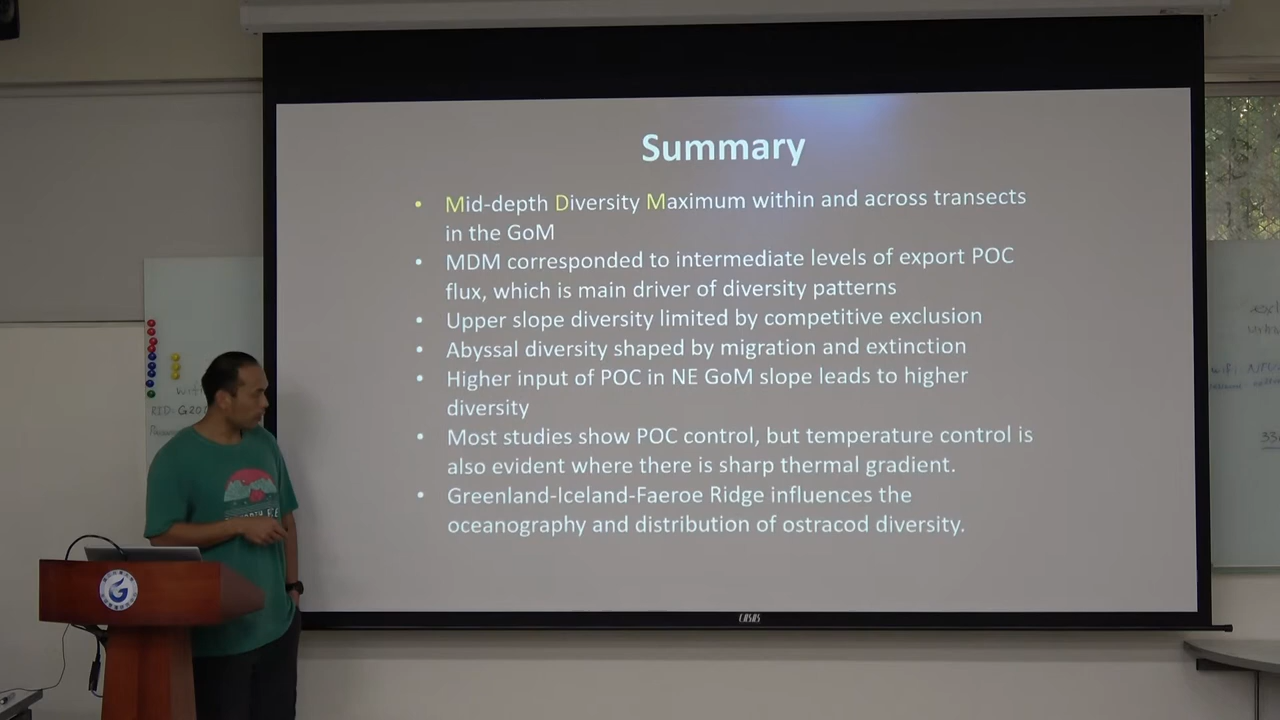 Summary
• Mid-depth Diversity Maximum within and across transects
in the GoM
• MDM corresponded to intermediate levels of export POC
flux, which is main driver of diversity patterns
• Upper slope diversity limited by competitive exclusion
• Abyssal diversity shaped by migration and extinction
• Higher input of POC in NE GoM slope leads to higher
diversity
• Most studies show POC control, but temperature control is
also evident where there is sharp thermal gradient.
• Greenland-Iceland-Faeroe Ridge influences the
oceanography and distribution of ostracod diversity.